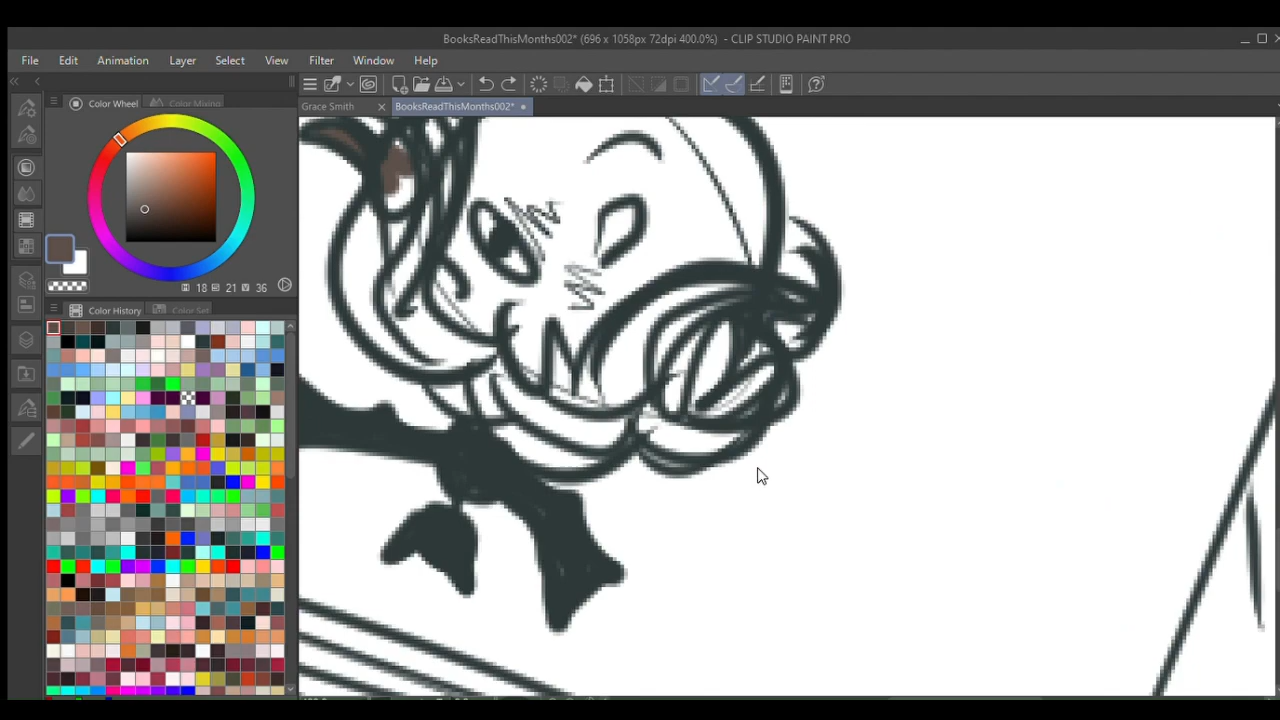 BooksReadThisMonths002* (696 x 1058px 72dpi 400.0%) - CLIP STUDIO PAINT PRO
File Edit Animation Layer Select View Filter Window Help
Color Wheel Color Mixing Grace Smith BooksReadThisMonths002*
H 18 S 21 V 36
Color History Color Set